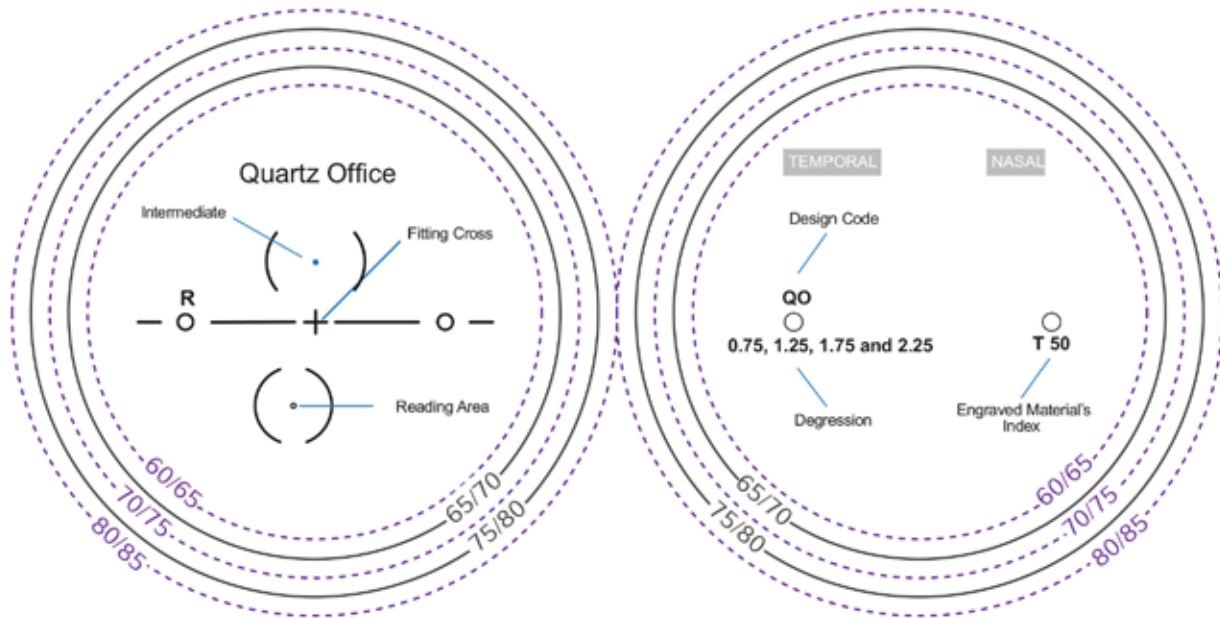 Quartz Office
Intermediate
Fitting Cross
R
Reading Area
60/65
70/75
80/85
65/70
75/80
TEMPORAL
NASAL
Design Code
QO
0.75, 1.25, 1.75 and 2.25
T 50
Degression
Engraved Material's
Index
65/70
75/80
60/65
70/75
80/85